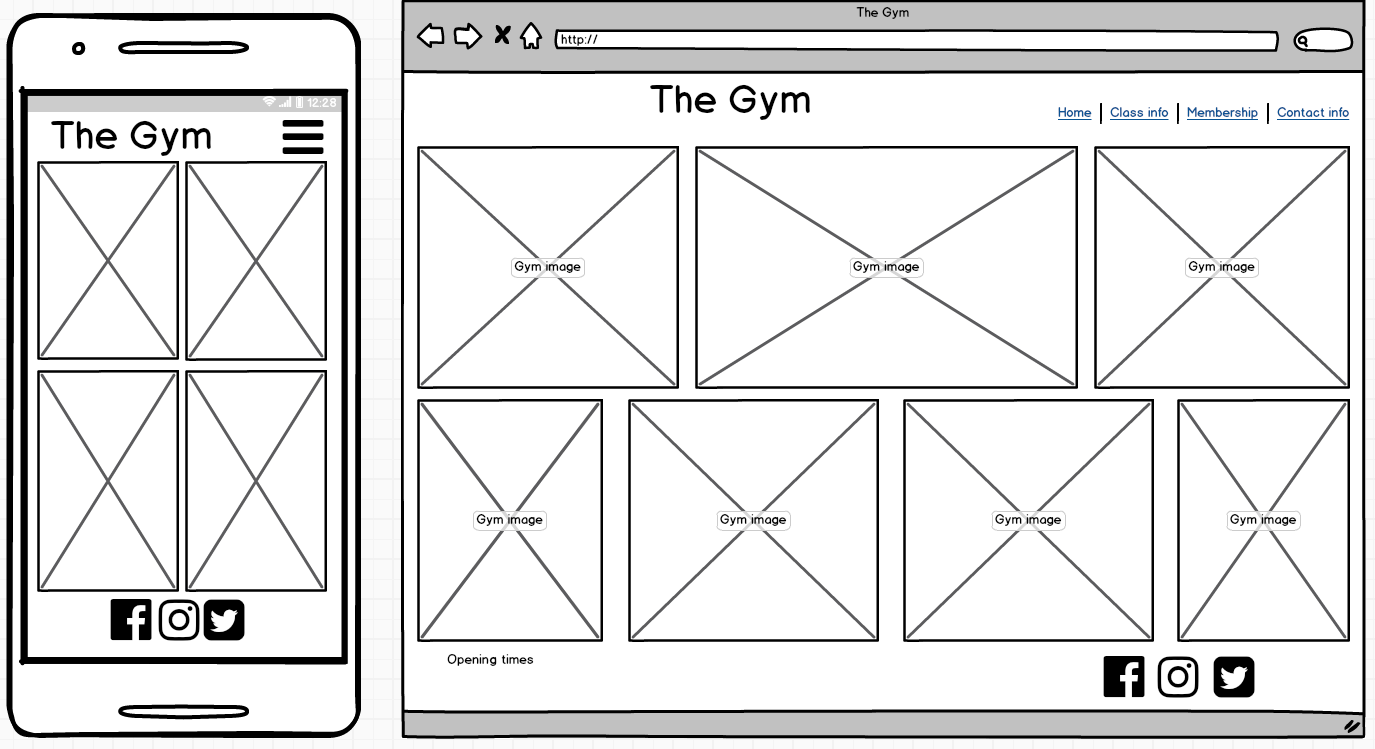 12:28
The Gym
The Gym
http://
The Gym
Home Class info Membership Contact info
Gym image Gym image Gym image
Gym image Gym image Gym image Gym image
Opening times